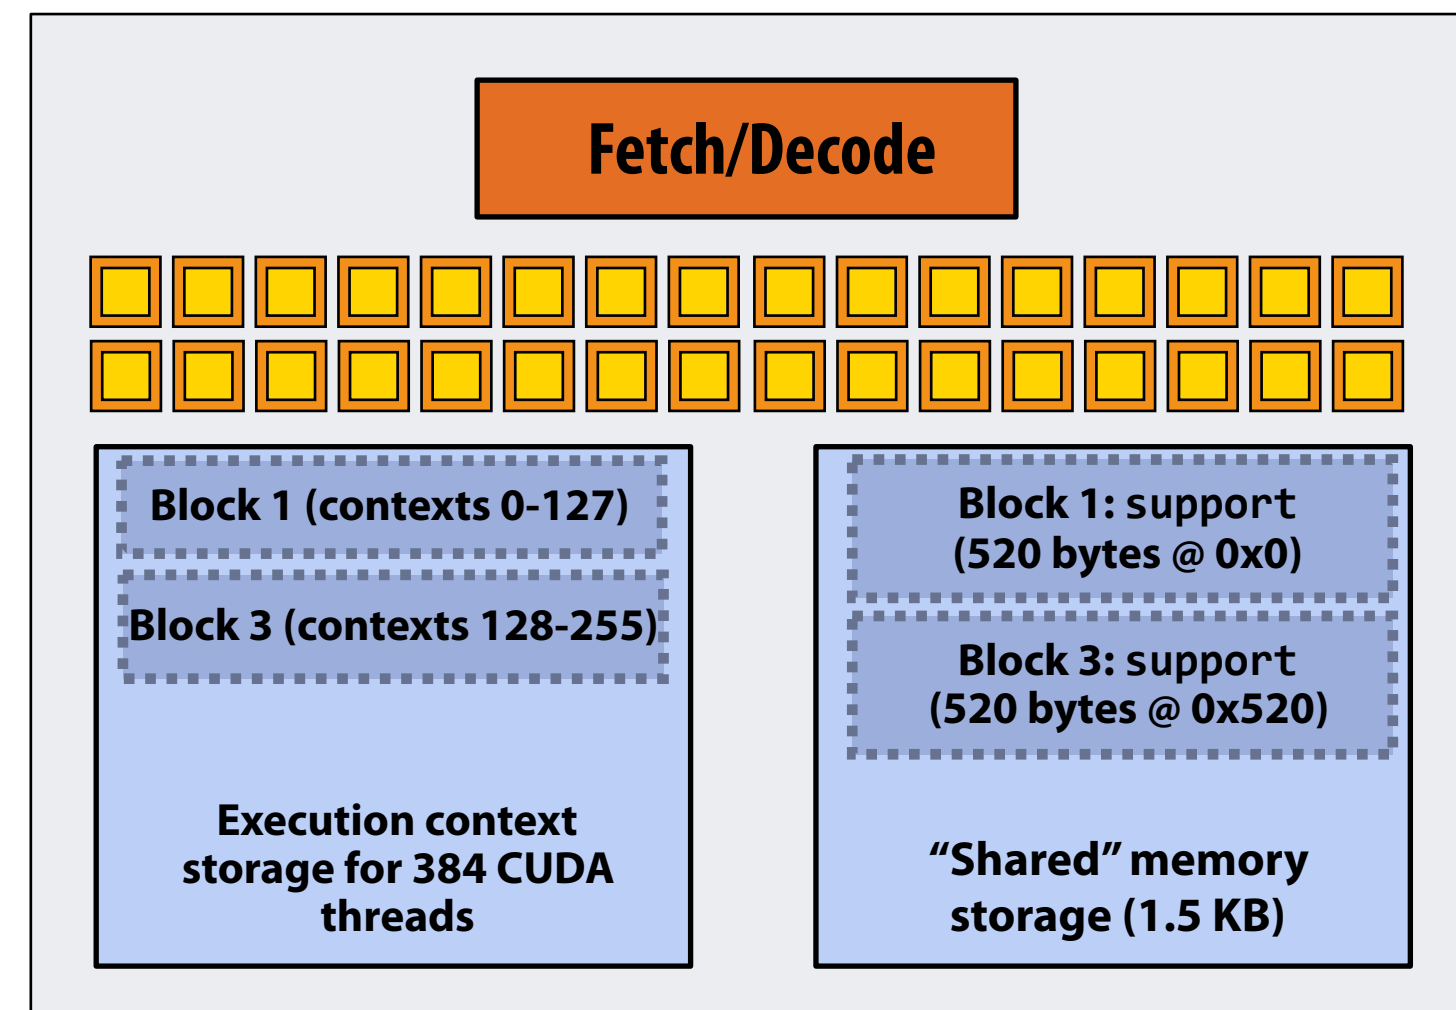 Fetch/Decode
Block 1 (contexts 0-127)
Block 3 (contexts 128-255)
Execution context
storage for 384 CUDA
threads
Block 1: support
(520 bytes @ 0x0)
Block 3: support
(520 bytes @ 0x520)
“Shared” memory
storage (1.5 KB)